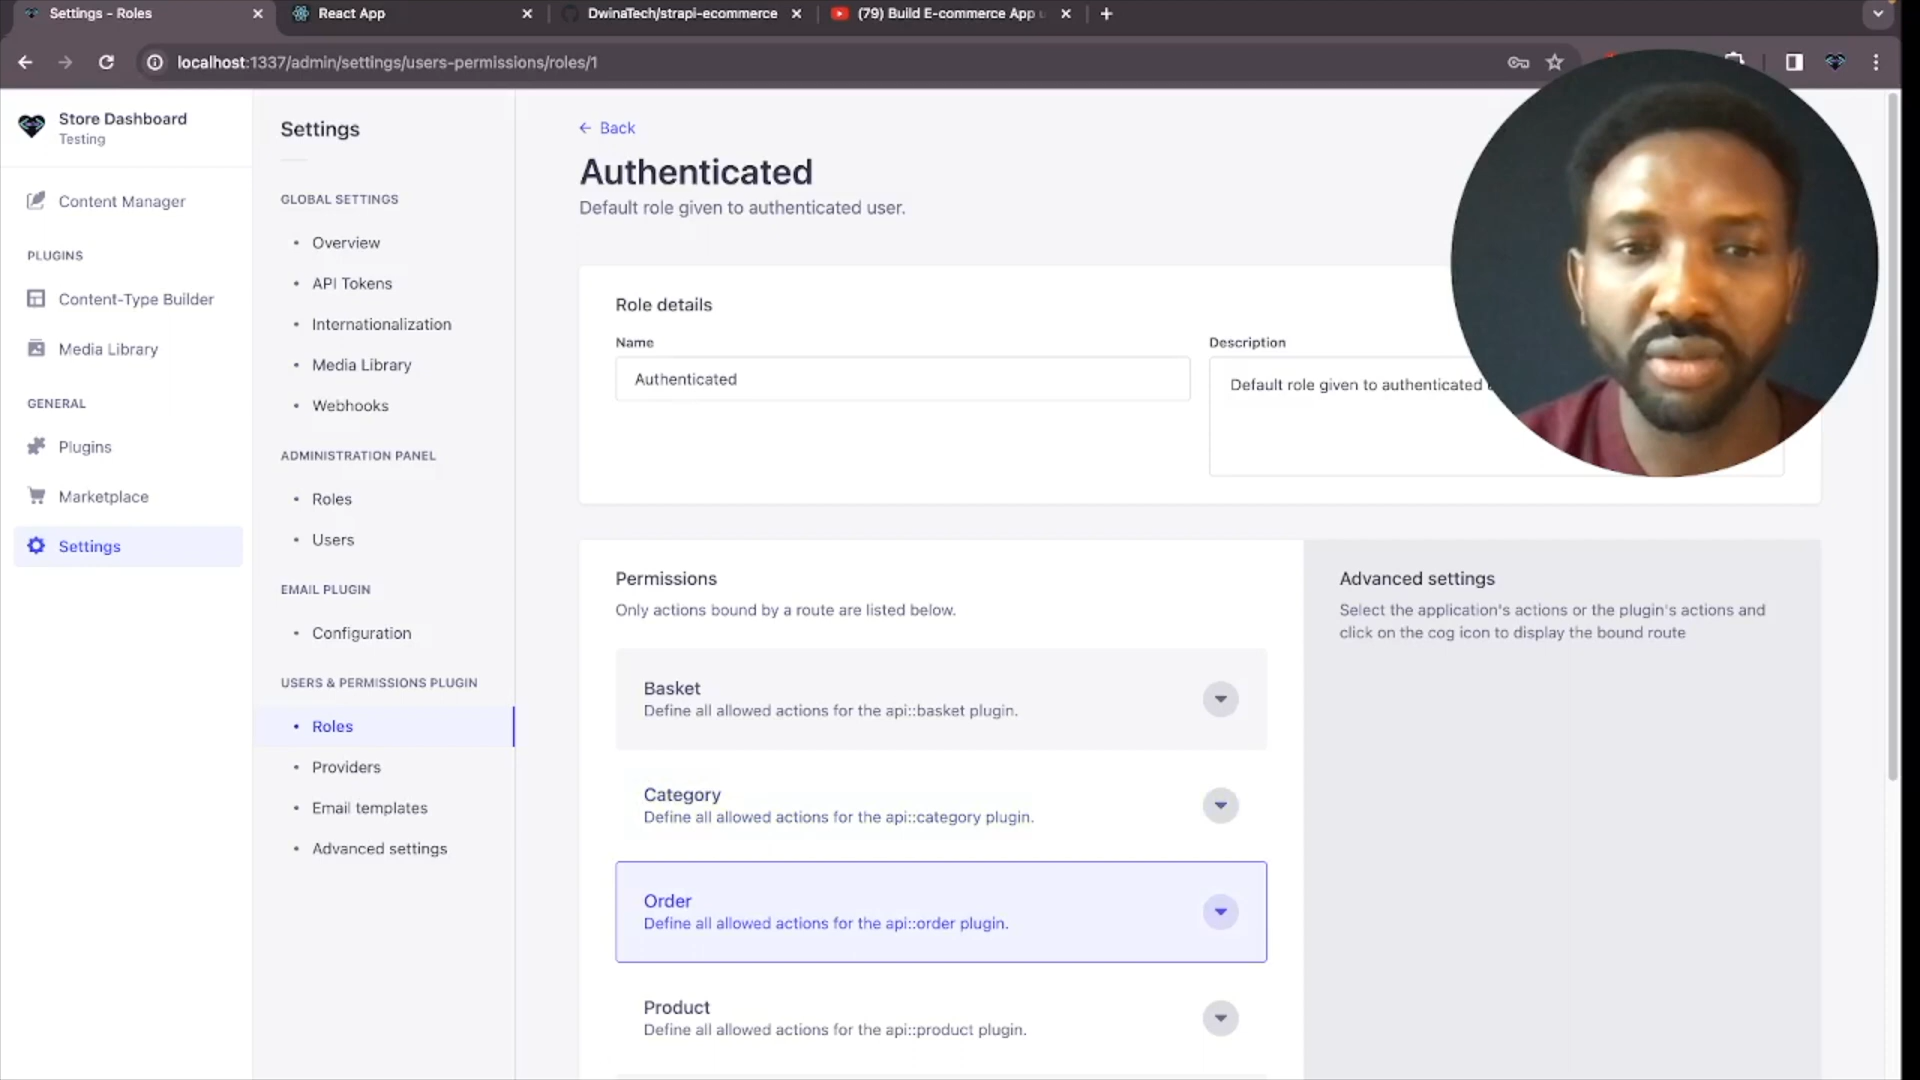 Settings - Roles
React App
DwinaTech/strapi-ecommerce
(79) Build E-commerce App
localhost:1337/admin/settings/users-permissions/roles/1
Store Dashboard
Testing
Content Manager
PLUGINS
Content-Type Builder
Media Library
GENERAL
Plugins
Marketplace
Settings
Settings
GLOBAL SETTINGS
Overview
API Tokens
Internationalization
Media Library
Webhooks
ADMINISTRATION PANEL
Roles
Users
EMAIL PLUGIN
Configuration
USERS & PERMISSIONS PLUGIN
Roles
Providers
Email templates
Advanced settings
Back
Authenticated
Default role given to authenticated user.
Role details
Name
Authenticated
Description
Default role given to authenticated
Permissions
Only actions bound by a route are listed below.
Basket
Define all allowed actions for the api::basket plugin.
Category
Define all allowed actions for the api::category plugin.
Order
Define all allowed actions for the api::order plugin.
Product
Define all allowed actions for the api::product plugin.
Advanced settings
Select the application's actions or the plugin's actions and
click on the cog icon to display the bound route